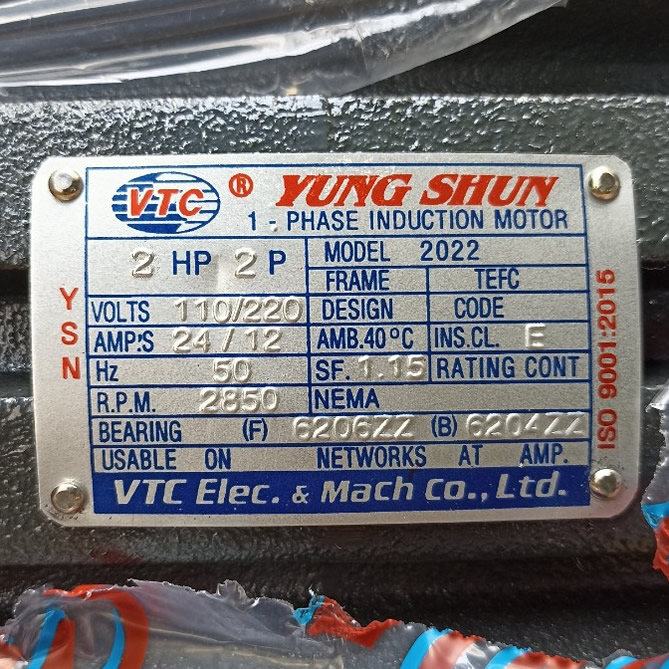 VTC ® YUNG SHUN
1 - PHASE INDUCTION MOTOR
2 HP 2 P
MODEL 2022
FRAME TEFC
VOLTS 110/220
DESIGN CODE
AMP:S 24/12
AMB.40°C INS.CL. E
Hz 50
SF. 1.15 RATING CONT
R.P.M. 2850
NEMA
BEARING (F) 6206ZZ (B) 6204ZZ
USABLE ON NETWORKS AT AMP.
VTC Elec. & Mach Co., Ltd.
YSN
ISO 9001:2015